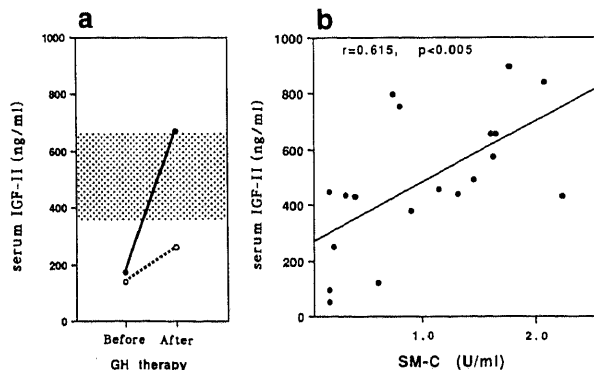 a
1000
800
600
400
200
0
serum IGF-II (ng/ml)
Before After
GH therapy
b
r=0.615, p<0.005
1000
800
600
400
200
0
serum IGF-II (ng/ml)
1.0 2.0
SM-C (U/ml)